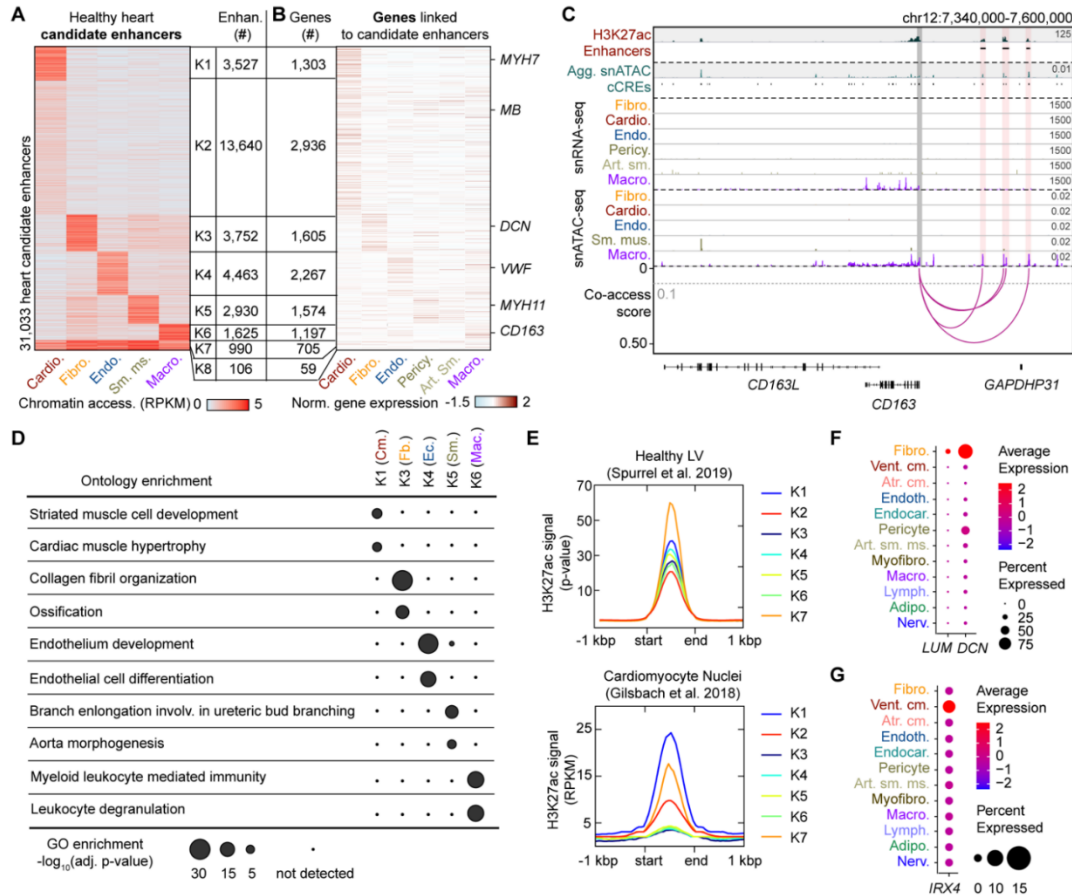 A
Healthy heart
candidate enhancers
Enhan.
(#)
B
Genes
(#)
Genes linked
to candidate enhancers
31,033 heart candidate enhancers
K1 3,527 1,303
K2 13,640 2,936
K3 3,752 1,605
K4 4,463 2,267
K5 2,930 1,574
K6 1,625 1,197
K7 990 705
K8 106 59
MYH7
MB
DCN
VWF
MYH11
CD163
Cardio. Fibro. Endo. Sm. ms. Macro.
Cardio. Fibro. Endo. Pericy. Art. Sm. Macro.
Chromatin access. (RPKM) 0 5
Norm. gene expression -1.5 2
C
chr12:7,340,000-7,600,000
H3K27ac 125
Enhancers
Agg. snATAC 0.01
cCREs
snRNA-seq
Fibro. 1500
Cardio. 1500
Endo. 1500
Pericy. 1500
Art. sm. 1500
Macro. 1500
snATAC-seq
Fibro. 0.02
Cardio. 0.02
Endo. 0.02
Sm. mus. 0.02
Macro. 0.02
0
0.1
Co-access
score
0.50
CD163L
CD163
GAPDHP31
D
Ontology enrichment
K1 (Cm.) K3 (Fb.) K4 (Ec.) K5 (Sm.) K6 (Mac.)
Striated muscle cell development
Cardiac muscle hypertrophy
Collagen fibril organization
Ossification
Endothelium development
Endothelial cell differentiation
Branch enlongation involv. in ureteric bud branching
Aorta morphogenesis
Myeloid leukocyte mediated immunity
Leukocyte degranulation
GO enrichment
-log10(adj. p-value)
30 15 5 not detected
E
Healthy LV
(Spurrel et al. 2019)
H3K27ac signal
(p-value)
70
50
30
10
-1 kbp start end 1 kbp
K1
K2
K3
K4
K5
K6
K7
Cardiomyocyte Nuclei
(Gilsbach et al. 2018)
H3K27ac signal
(RPKM)
25
15
5
-1 kbp start end 1 kbp
K1
K2
K3
K4
K5
K6
K7
F
Fibro.
Vent. cm.
Atr. cm.
Endoth.
Endocar.
Pericyte
Art. sm. ms.
Myofibro.
Macro.
Lymph.
Adipo.
Nerv.
LUM DCN
Average
Expression
2
1
0
-1
-2
Percent
Expressed
0
25
50
75
G
Fibro.
Vent. cm.
Atr. cm.
Endoth.
Endocar.
Pericyte
Art. sm. ms.
Myofibro.
Macro.
Lymph.
Adipo.
Nerv.
IRX4
Average
Expression
2
1
0
-1
-2
Percent
Expressed
0 10 15